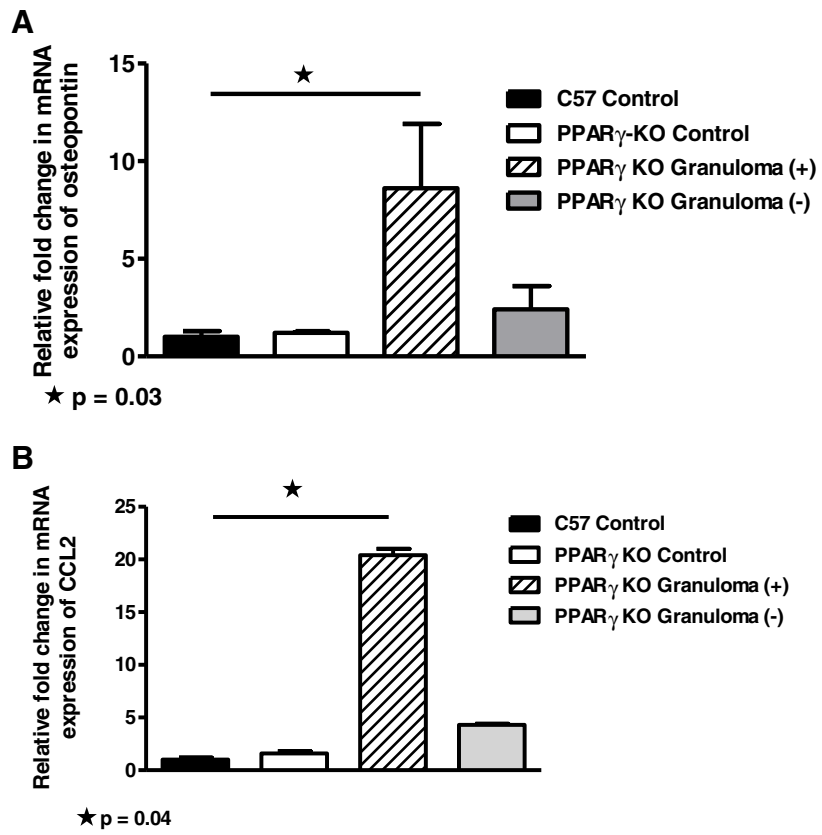 A
Relative fold change in mRNA
expression of osteopontin
15
10
5
0
★
C57 Control
PPARγ-KO Control
PPARγ KO Granuloma (+)
PPARγ KO Granuloma (-)
★ p = 0.03
B
Relative fold change in mRNA
expression of CCL2
25
20
15
10
5
0
★
C57 Control
PPARγ KO Control
PPARγ KO Granuloma (+)
PPARγ KO Granuloma (-)
★ p = 0.04